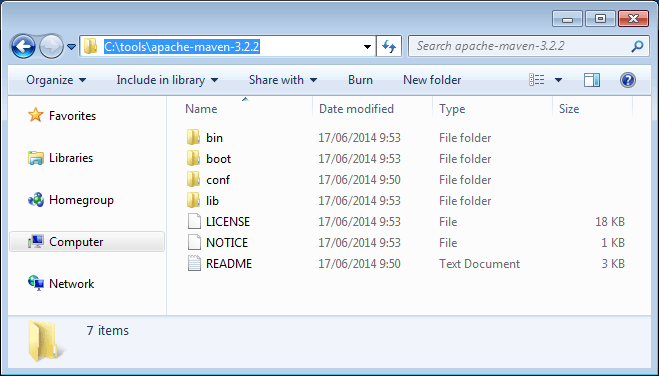 C:\tools\apache-maven-3.2.2
Search apache-maven-3.2.2
Organize Include in library Share with Burn New folder
Favorites
Libraries
Homegroup
Computer
Network
Name Date modified Type Size
bin 17/06/2014 9:53 File folder
boot 17/06/2014 9:53 File folder
conf 17/06/2014 9:50 File folder
lib 17/06/2014 9:53 File folder
LICENSE 17/06/2014 9:53 File 18 KB
NOTICE 17/06/2014 9:53 File 1 KB
README 17/06/2014 9:50 Text Document 3 KB
7 items